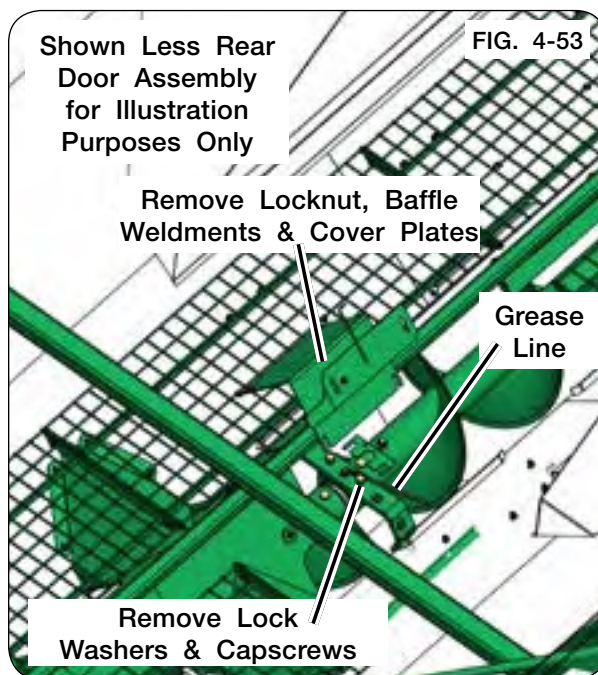 Shown Less Rear
Door Assembly
for Illustration
Purposes Only
FIG. 4-53
Remove Locknut, Baffle
Weldments & Cover Plates
Grease
Line
Remove Lock
Washers & Capscrews